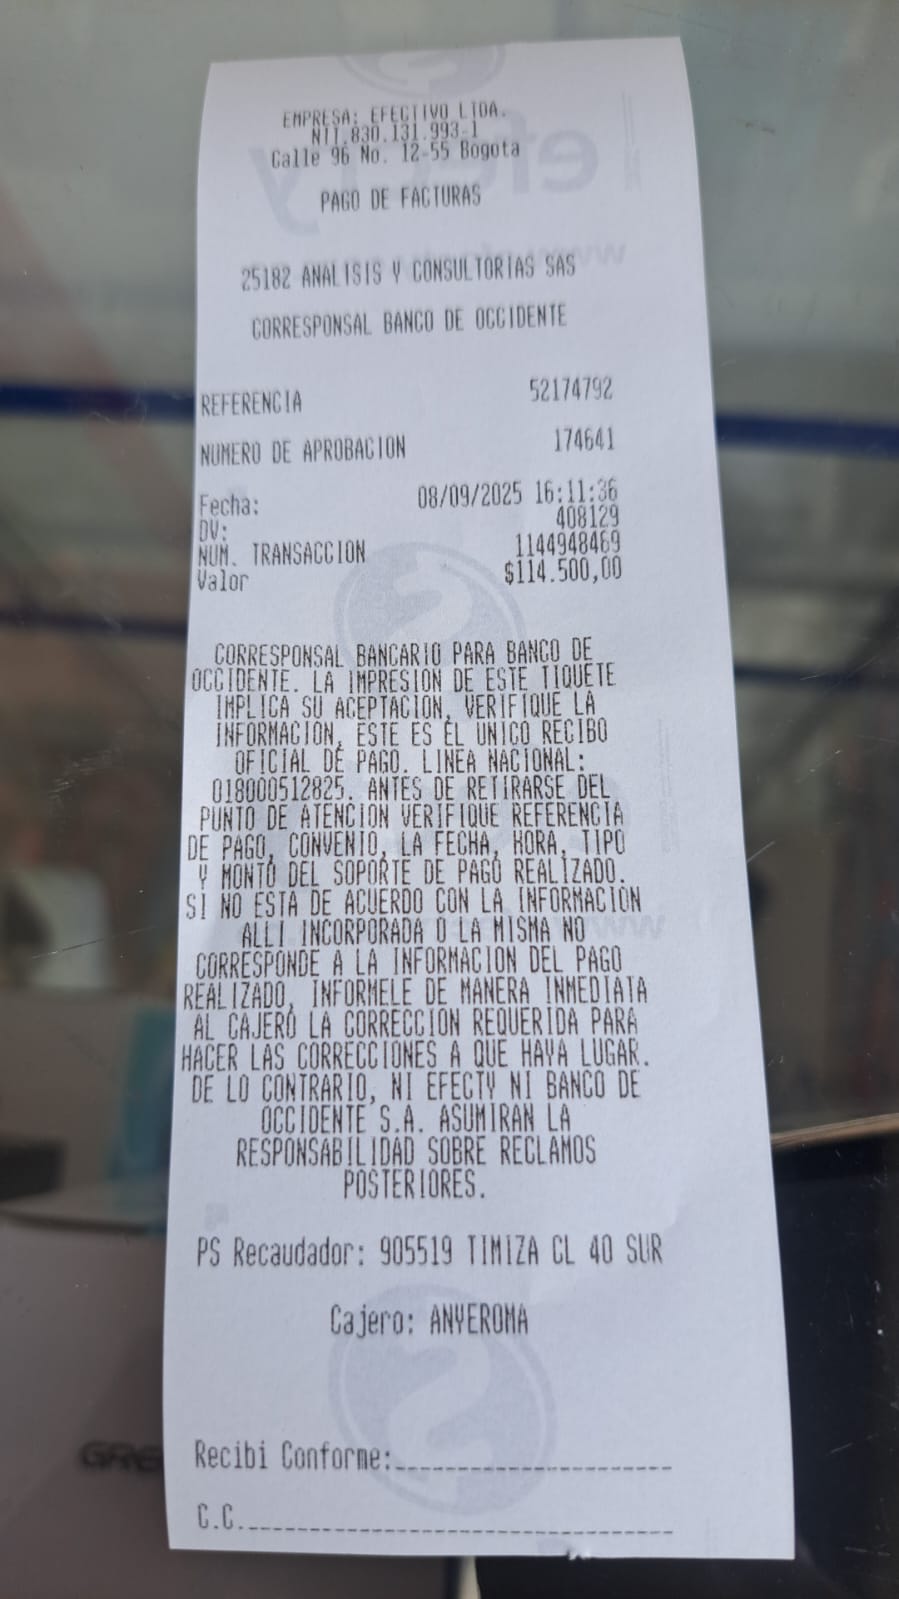 EMPRESA: EFECTIVO LTDA.
NIT.830.131.993-1
Calle 96 No. 12-55 Bogota
PAGO DE FACTURAS
25182 ANALISIS Y CONSULTORIAS SAS
CORRESPONSAL BANCO DE OCCIDENTE
REFERENCIA 52174792
NUMERO DE APROBACION 174641
Fecha: 08/09/2025 16:11:36
DV: 408129
NUM. TRANSACCION 1144948469
Valor $114.500,00
CORRESPONSAL BANCARIO PARA BANCO DE
OCCIDENTE. LA IMPRESION DE ESTE TIQUETE
IMPLICA SU ACEPTACION, VERIFIQUE LA
INFORMACION, ESTE ES EL UNICO RECIBO
OFICIAL DE PAGO. LINEA NACIONAL:
018000512825. ANTES DE RETIRARSE DEL
PUNTO DE ATENCION VERIFIQUE REFERENCIA
DE PAGO, CONVENIO, LA FECHA, HORA, TIPO
Y MONTO DEL SOPORTE DE PAGO REALIZADO.
SI NO ESTA DE ACUERDO CON LA INFORMACION
ALLI INCORPORADA O LA MISMA NO
CORRESPONDE A LA INFORMACION DEL PAGO
REALIZADO, INFORMELE DE MANERA INMEDIATA
AL CAJERO LA CORRECCION REQUERIDA PARA
HACER LAS CORRECCIONES A QUE HAYA LUGAR.
DE LO CONTRARIO, NI EFECTY NI BANCO DE
OCCIDENTE S.A. ASUMIRAN LA
RESPONSABILIDAD SOBRE RECLAMOS
POSTERIORES.
PS Recaudador: 905519 TIMIZA CL 40 SUR
Cajero: ANYEROMA
Recibi Conforme:
C.C.